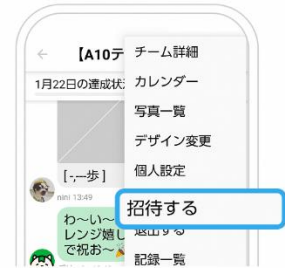 【A10テ
1月22日の達成状
チーム詳細
カレンダー
写真一覧
デザイン変更
個人設定
招待する
退出する
記録一覧
[-,--歩]
nini 13:49
わ〜い〜
レンジ嬉し
で祝お〜🎉